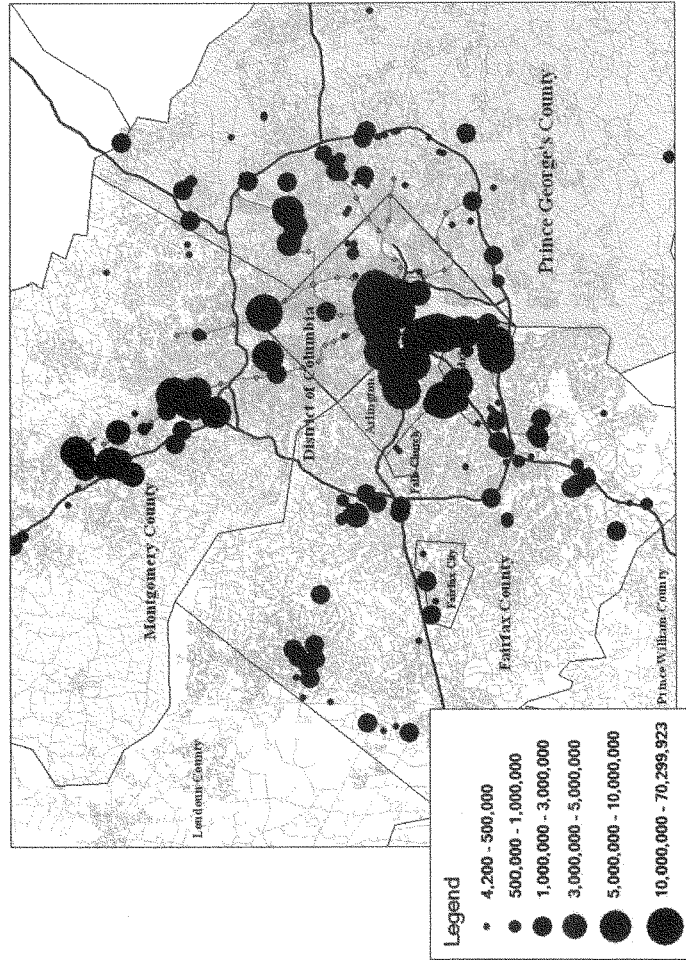 Montgomery County
Loudoun County
District of Columbia
Arlington
Falls Church
Fairfax City
Fairfax County
Prince George's County
Prince William County
Legend
4,200 - 500,000
500,000 - 1,000,000
1,000,000 - 3,000,000
3,000,000 - 5,000,000
5,000,000 - 10,000,000
10,000,000 - 70,299,923